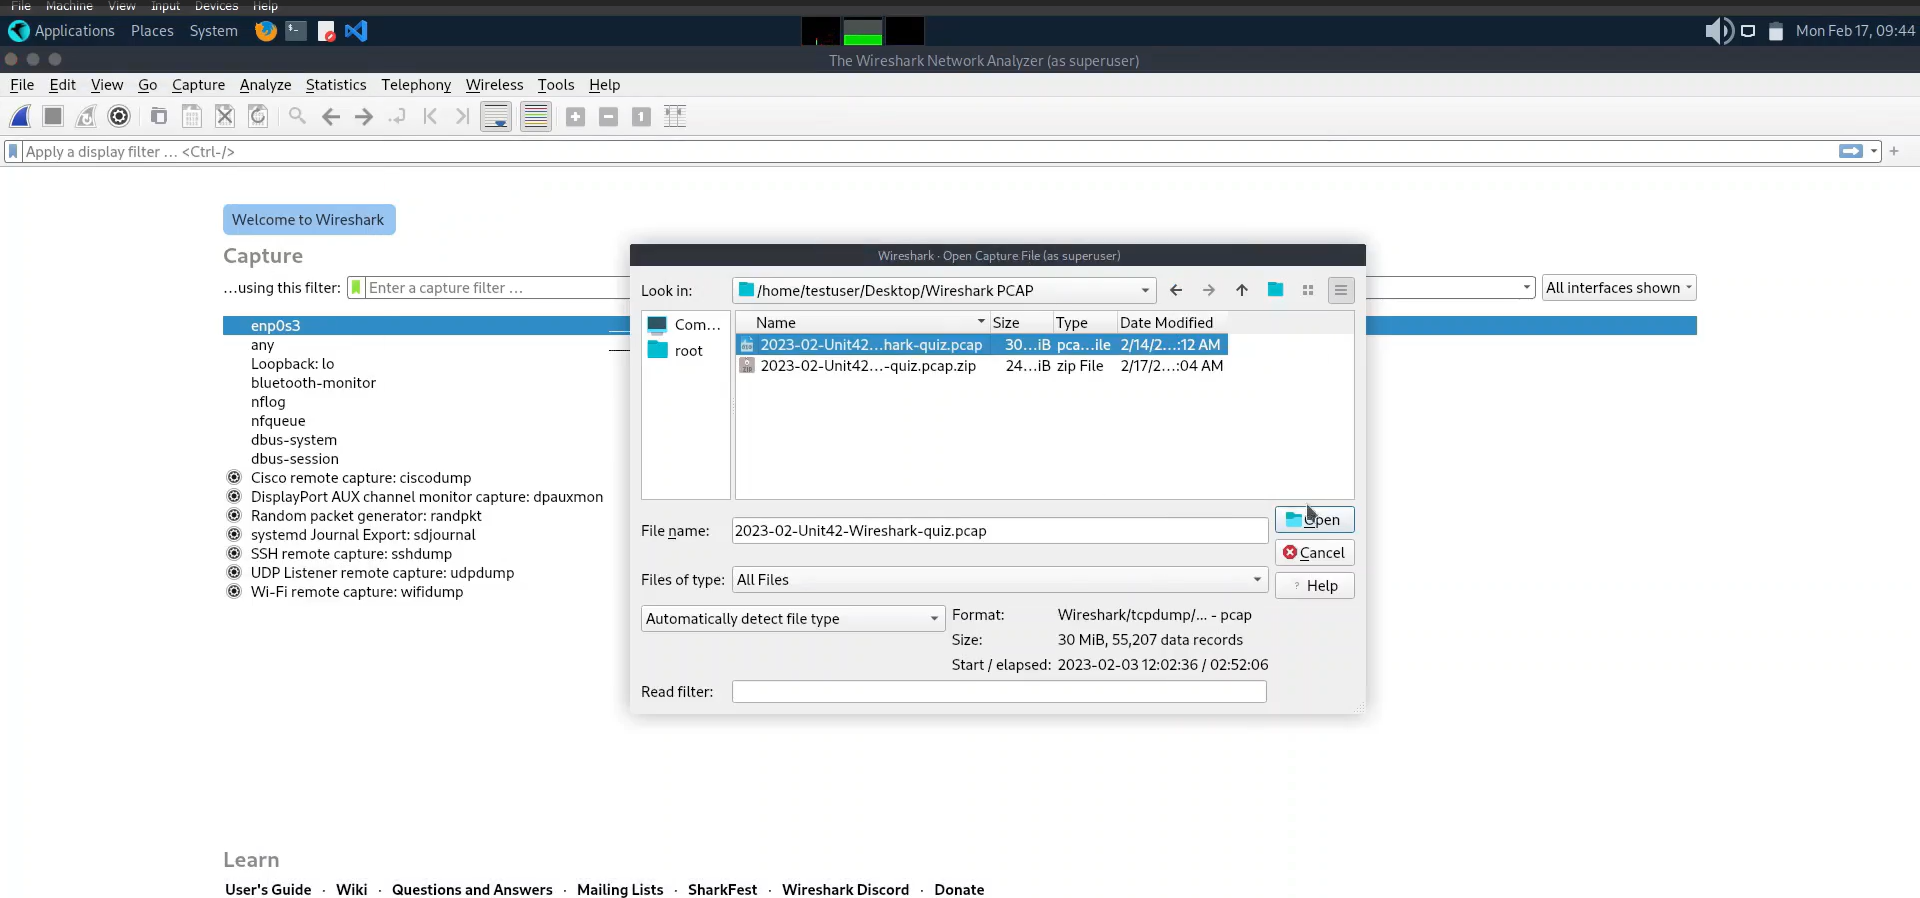 File Machine View Input Devices Help
Applications Places System Mon Feb 17, 09:44
The Wireshark Network Analyzer (as superuser)
File Edit View Go Capture Analyze Statistics Telephony Wireless Tools Help
Apply a display filter … <Ctrl-/>
Welcome to Wireshark
Capture
…using this filter: Enter a capture filter … All interfaces shown
enp0s3
any
Loopback: lo
bluetooth-monitor
nflog
nfqueue
dbus-system
dbus-session
Cisco remote capture: ciscodump
DisplayPort AUX channel monitor capture: dpauxmon
Random packet generator: randpkt
systemd Journal Export: sdjournal
SSH remote capture: sshdump
UDP Listener remote capture: udpdump
Wi-Fi remote capture: wifidump
Wireshark · Open Capture File (as superuser)
Look in: /home/testuser/Desktop/Wireshark PCAP
Com…
root
Name Size Type Date Modified
2023-02-Unit42…hark-quiz.pcap 30…iB pca…ile 2/14/2…:12 AM
2023-02-Unit42…-quiz.pcap.zip 24…iB zip File 2/17/2…:04 AM
File name: 2023-02-Unit42-Wireshark-quiz.pcap
Open
Cancel
Files of type: All Files
Help
Automatically detect file type
Format: Wireshark/tcpdump/... - pcap
Size: 30 MiB, 55,207 data records
Start / elapsed: 2023-02-03 12:02:36 / 02:52:06
Read filter:
Learn
User's Guide · Wiki · Questions and Answers · Mailing Lists · SharkFest · Wireshark Discord · Donate